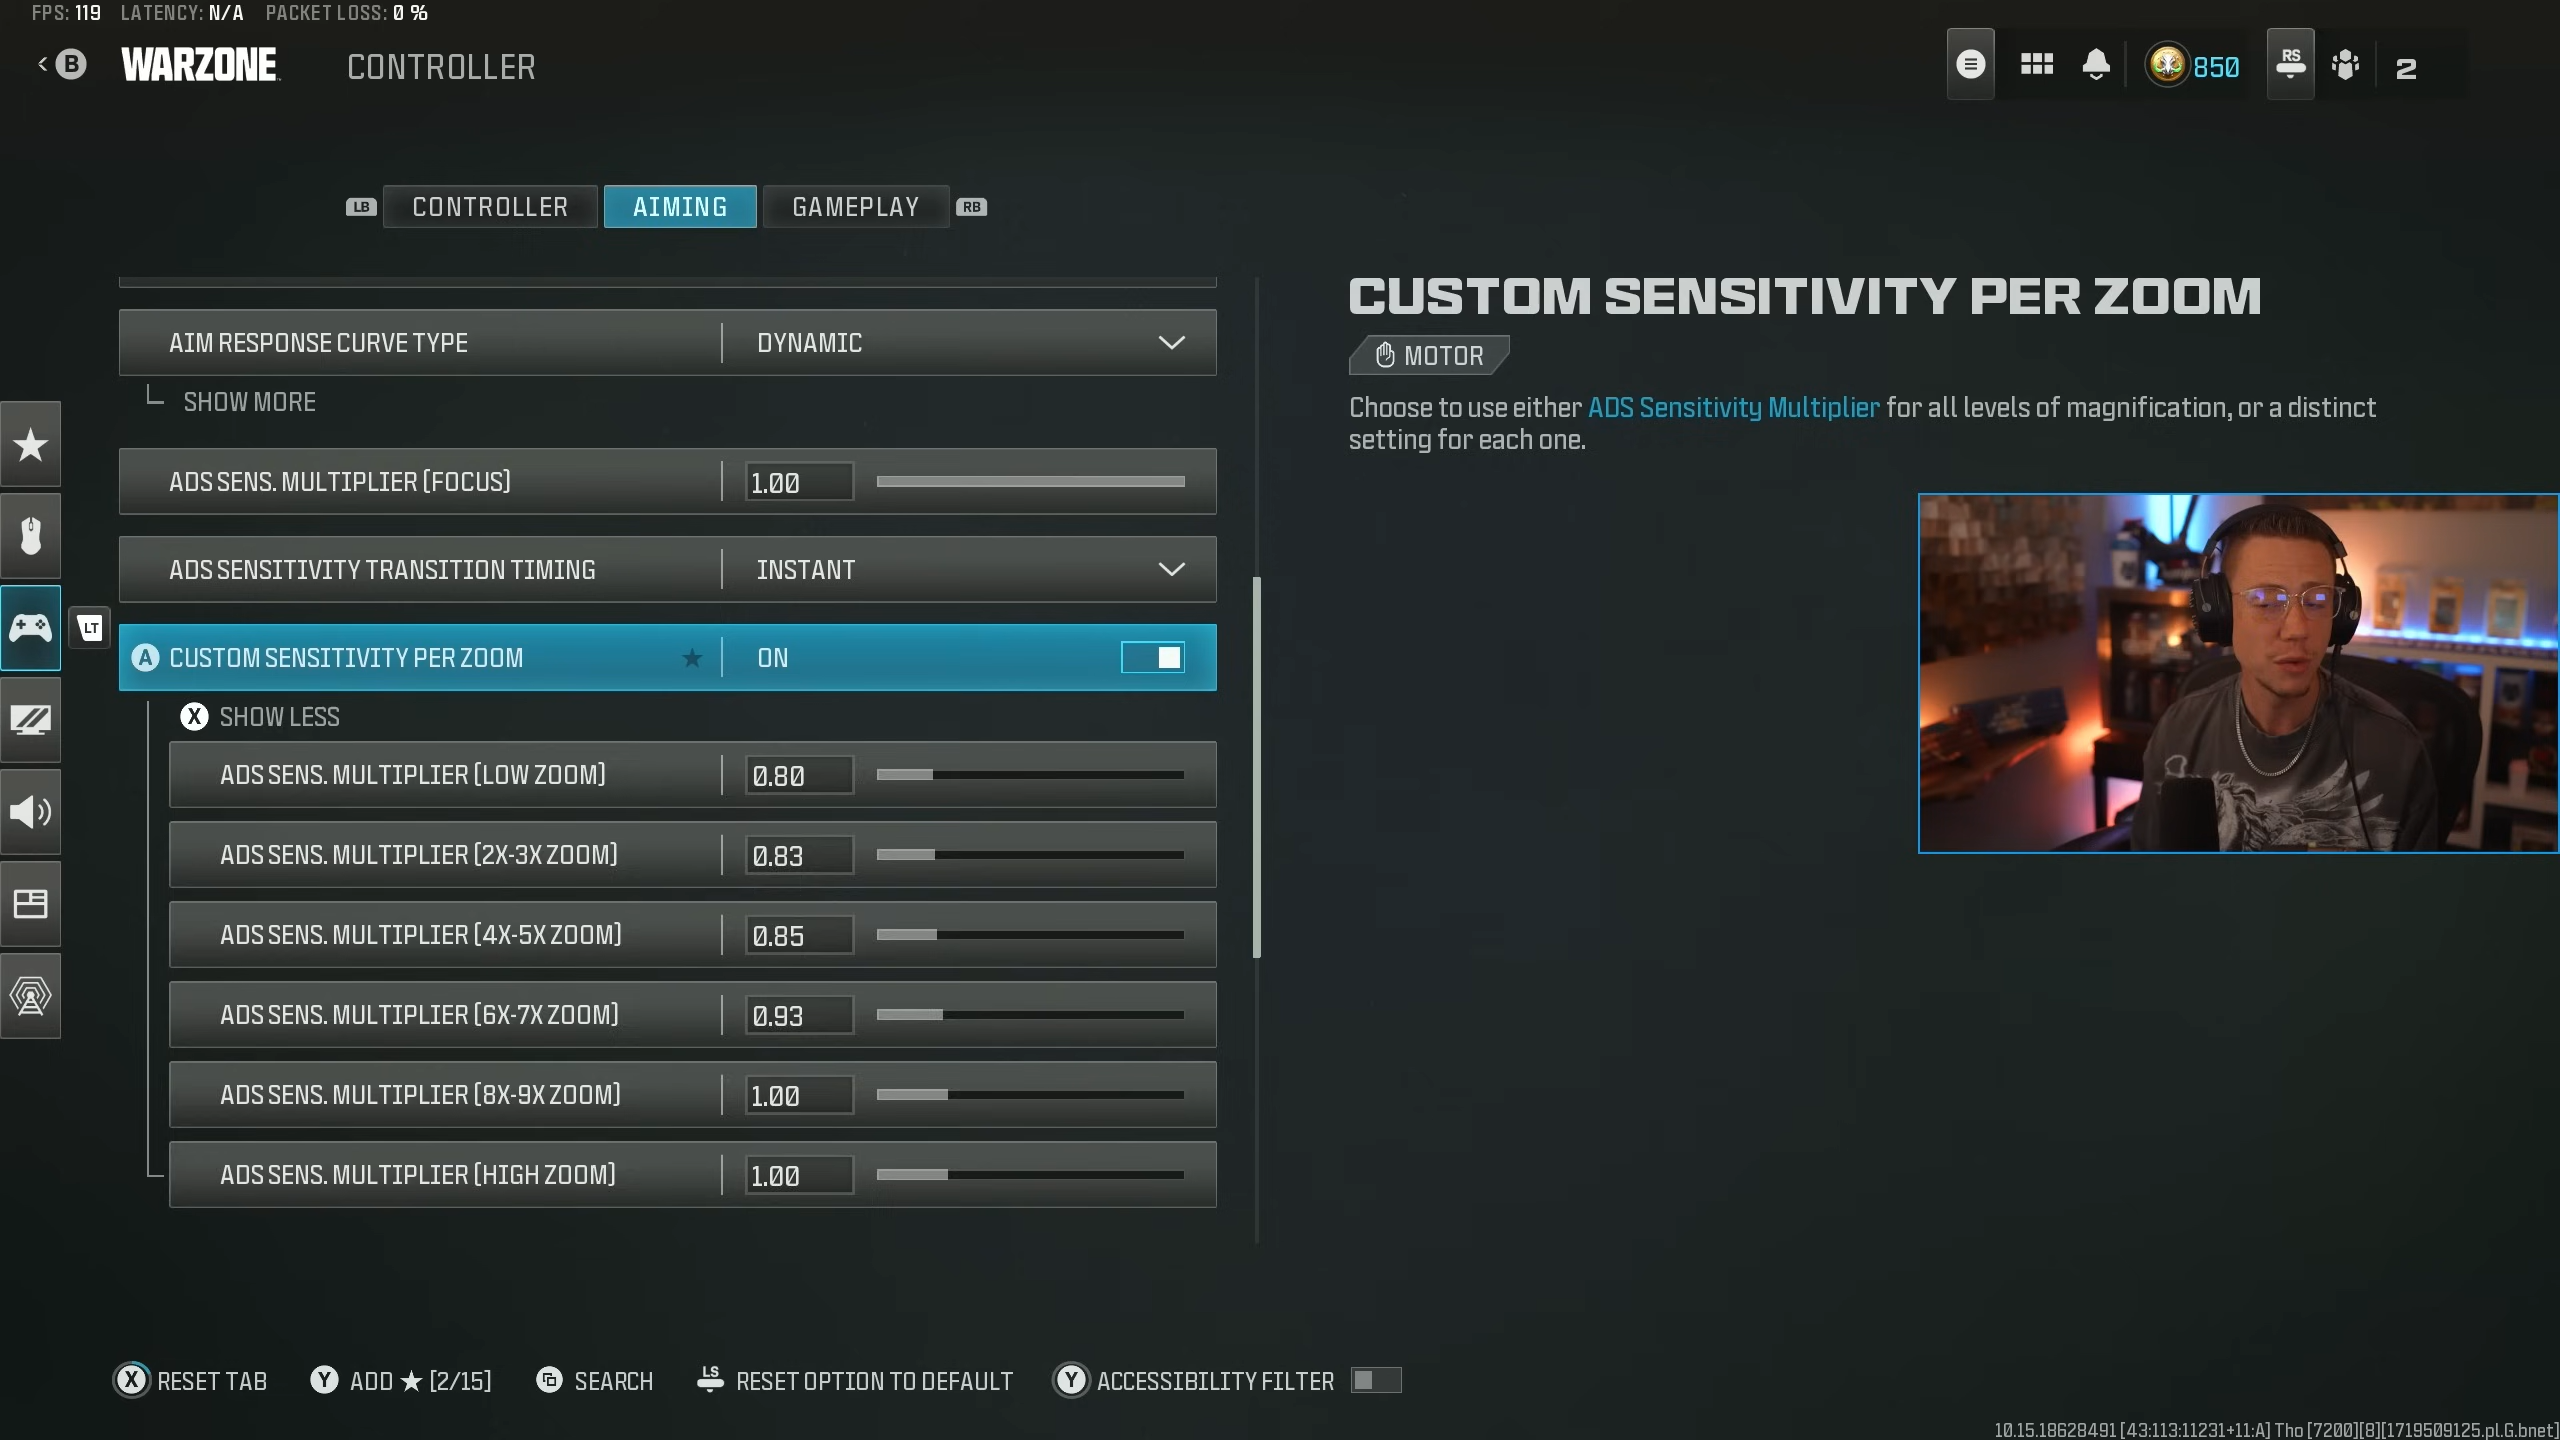 FPS: 119 LATENCY: N/A PACKET LOSS: 0 %
B WARZONE CONTROLLER
850 RS 2
LB CONTROLLER AIMING GAMEPLAY RB
AIM RESPONSE CURVE TYPE DYNAMIC
SHOW MORE
ADS SENS. MULTIPLIER (FOCUS) 1.00
ADS SENSITIVITY TRANSITION TIMING INSTANT
LT
A CUSTOM SENSITIVITY PER ZOOM ON
X SHOW LESS
ADS SENS. MULTIPLIER (LOW ZOOM) 0.80
ADS SENS. MULTIPLIER (2X-3X ZOOM) 0.83
ADS SENS. MULTIPLIER (4X-5X ZOOM) 0.85
ADS SENS. MULTIPLIER (6X-7X ZOOM) 0.93
ADS SENS. MULTIPLIER (8X-9X ZOOM) 1.00
ADS SENS. MULTIPLIER (HIGH ZOOM) 1.00
CUSTOM SENSITIVITY PER ZOOM
MOTOR
Choose to use either ADS Sensitivity Multiplier for all levels of magnification, or a distinct
setting for each one.
X RESET TAB Y ADD ★ [2/15] SEARCH LS RESET OPTION TO DEFAULT Y ACCESSIBILITY FILTER
10.15.18628491 [43:113:11231+11:A] Tho [7200][8][1719509125.pl.G.bnet]